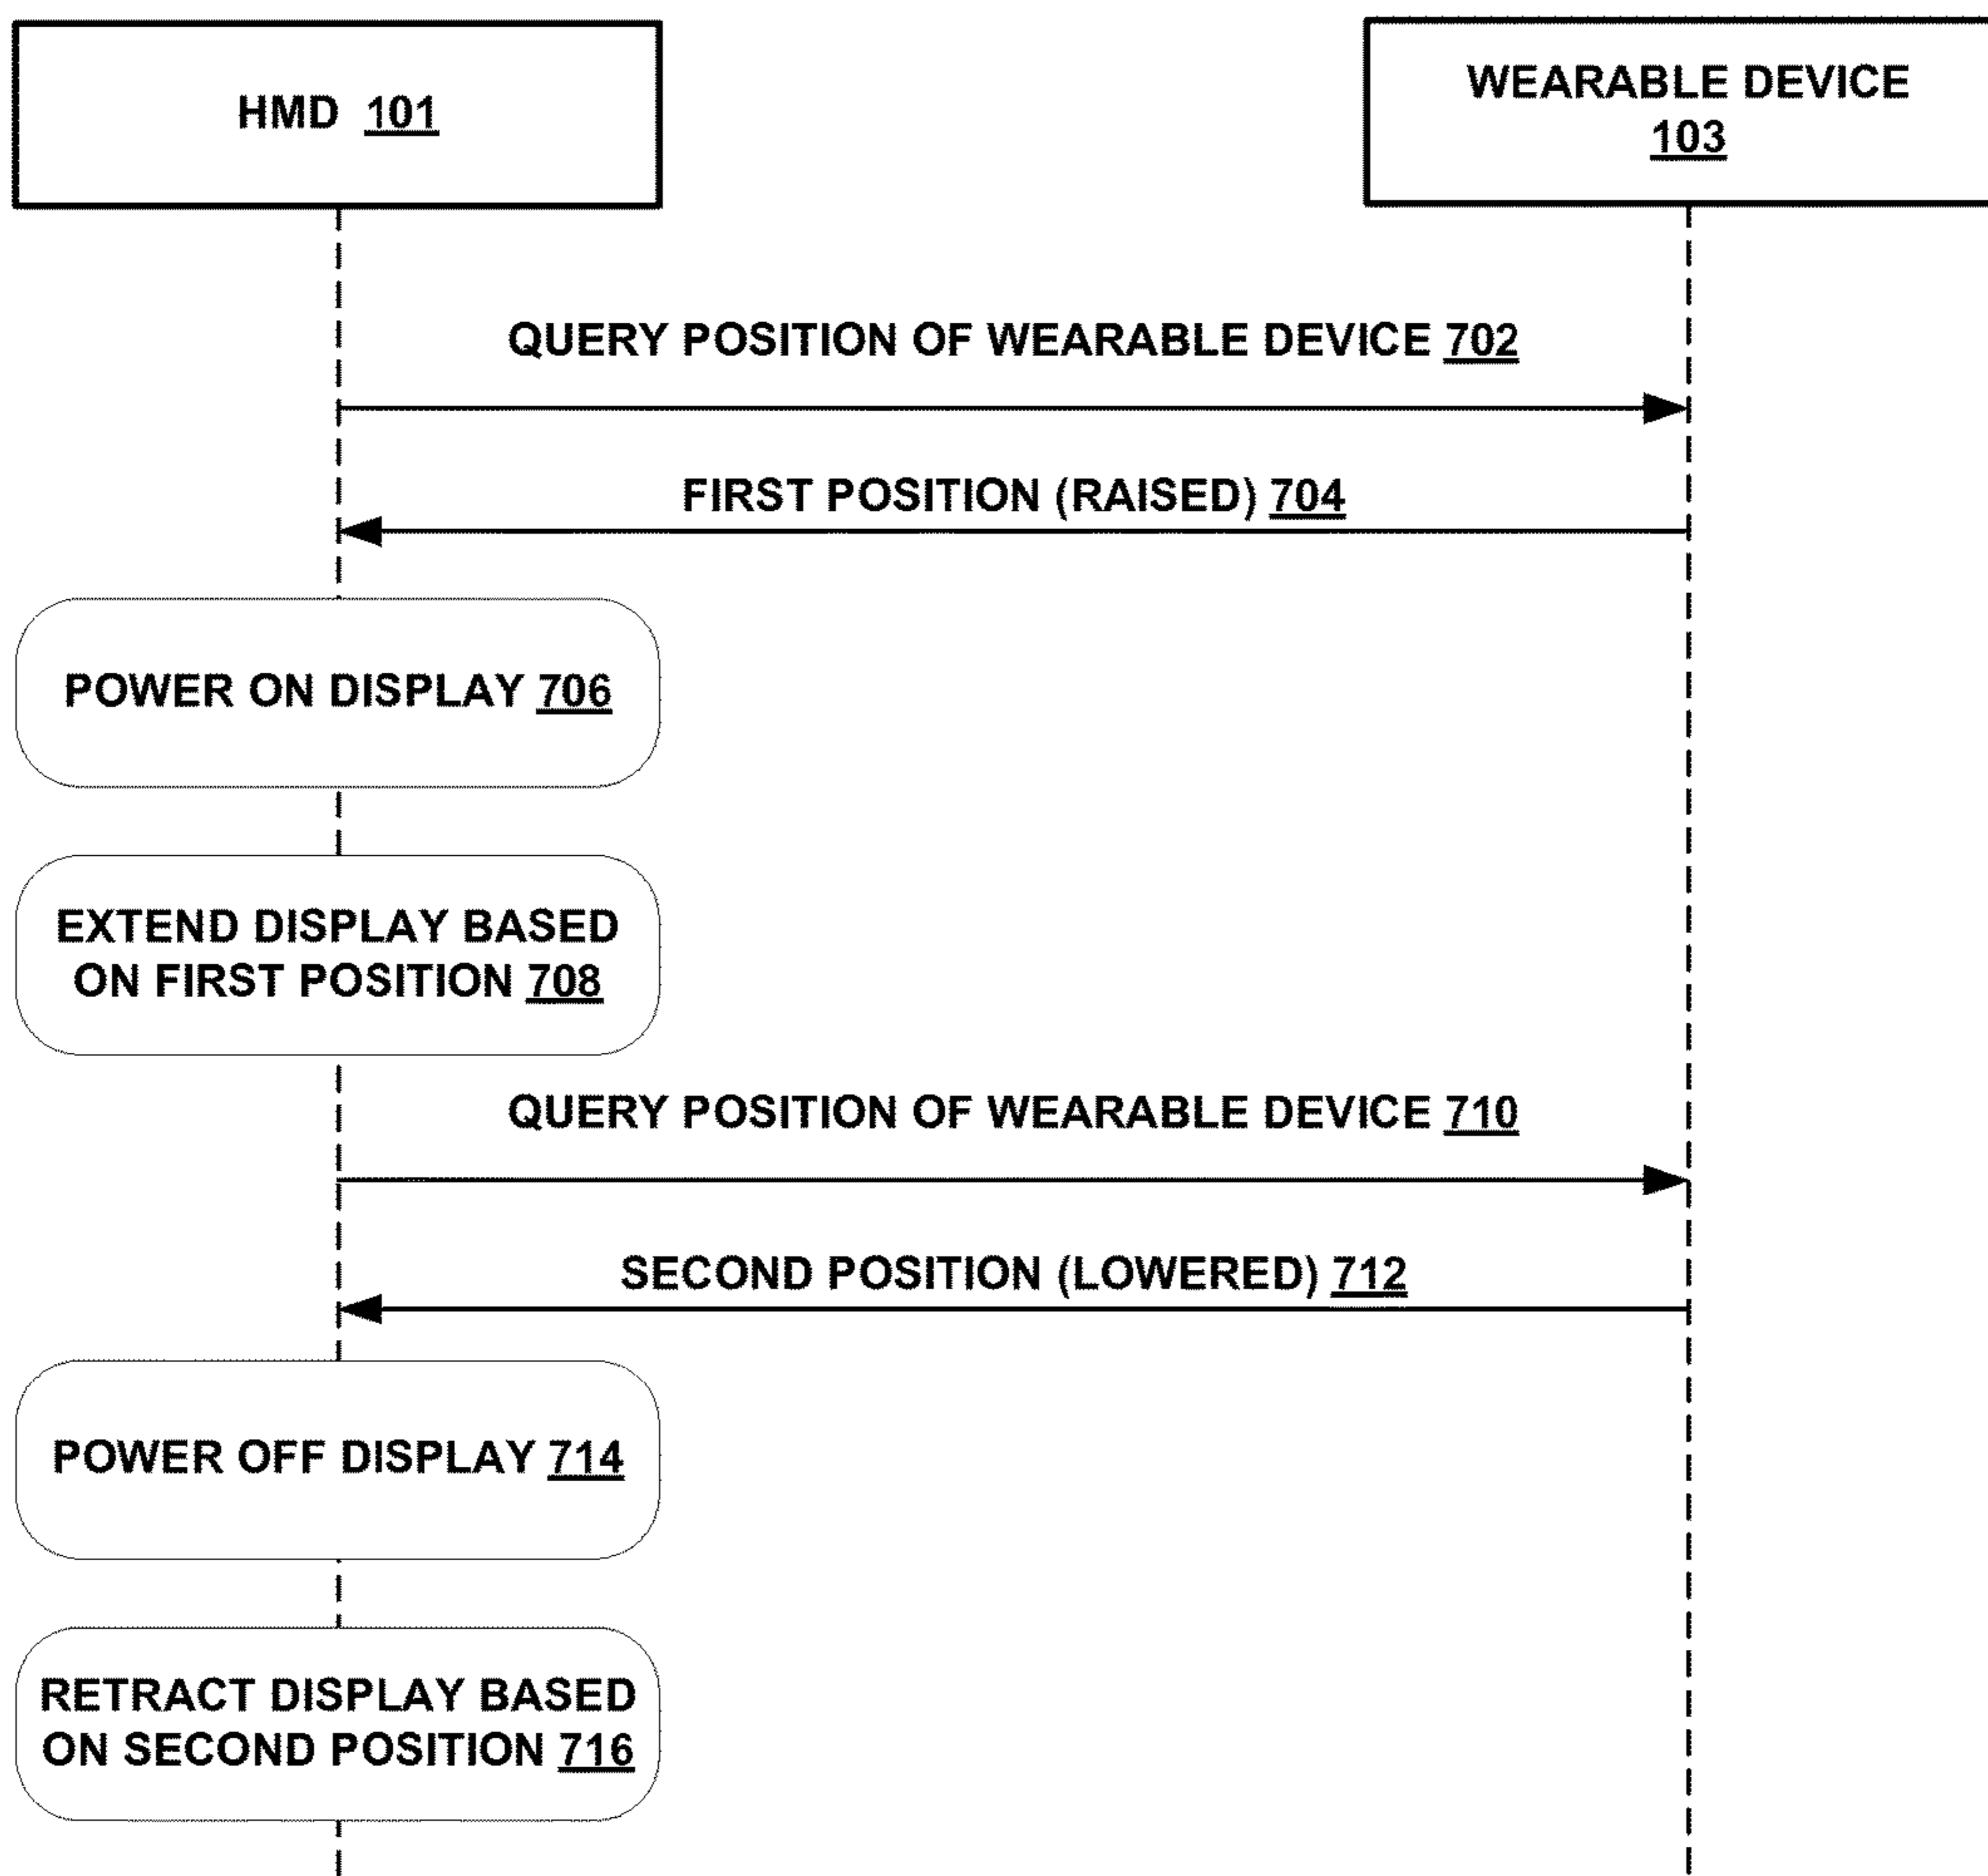 HMD 101
WEARABLE DEVICE
103
QUERY POSITION OF WEARABLE DEVICE 702
FIRST POSITION (RAISED) 704
POWER ON DISPLAY 706
EXTEND DISPLAY BASED
ON FIRST POSITION 708
QUERY POSITION OF WEARABLE DEVICE 710
SECOND POSITION (LOWERED) 712
POWER OFF DISPLAY 714
RETRACT DISPLAY BASED
ON SECOND POSITION 716